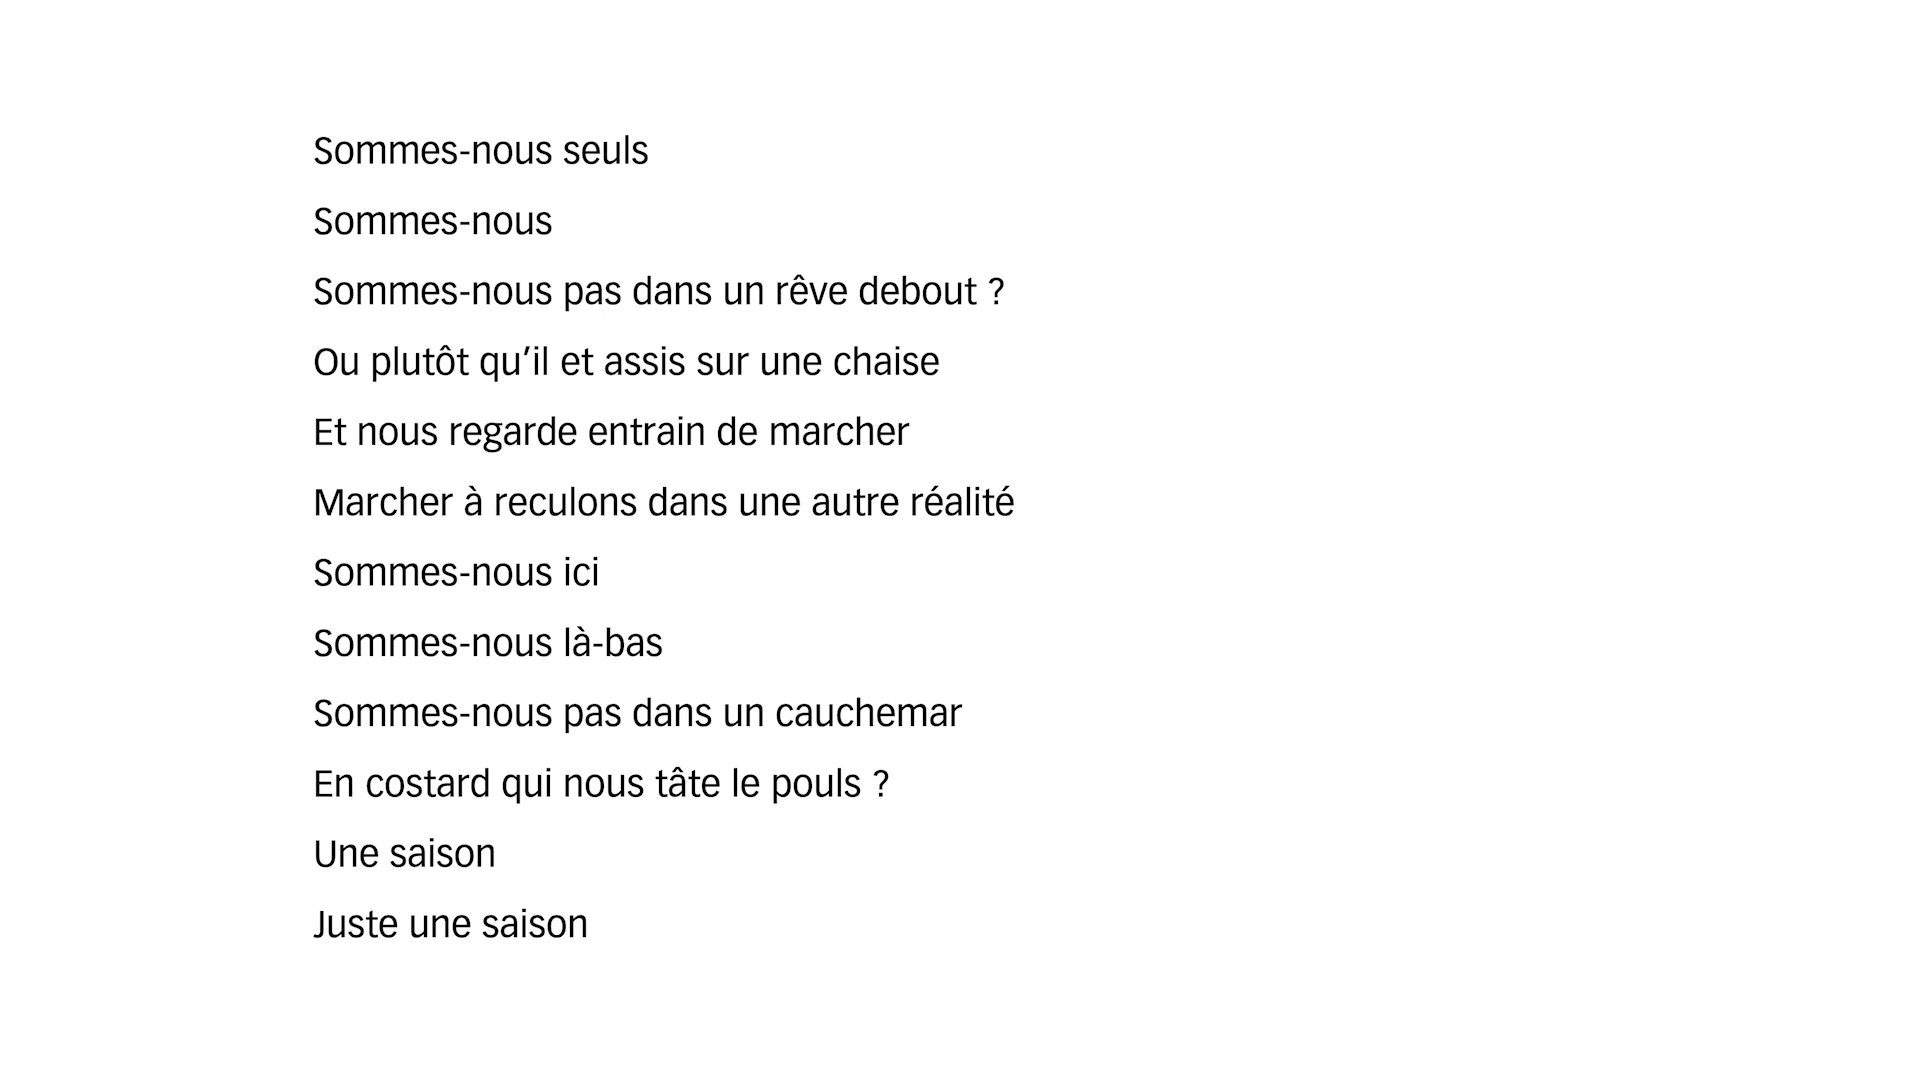 Sommes-nous seuls
Sommes-nous
Sommes-nous pas dans un rêve debout ?
Ou plutôt qu’il et assis sur une chaise
Et nous regarde entrain de marcher
Marcher à reculons dans une autre réalité
Sommes-nous ici
Sommes-nous là-bas
Sommes-nous pas dans un cauchemar
En costard qui nous tâte le pouls ?
Une saison
Juste une saison